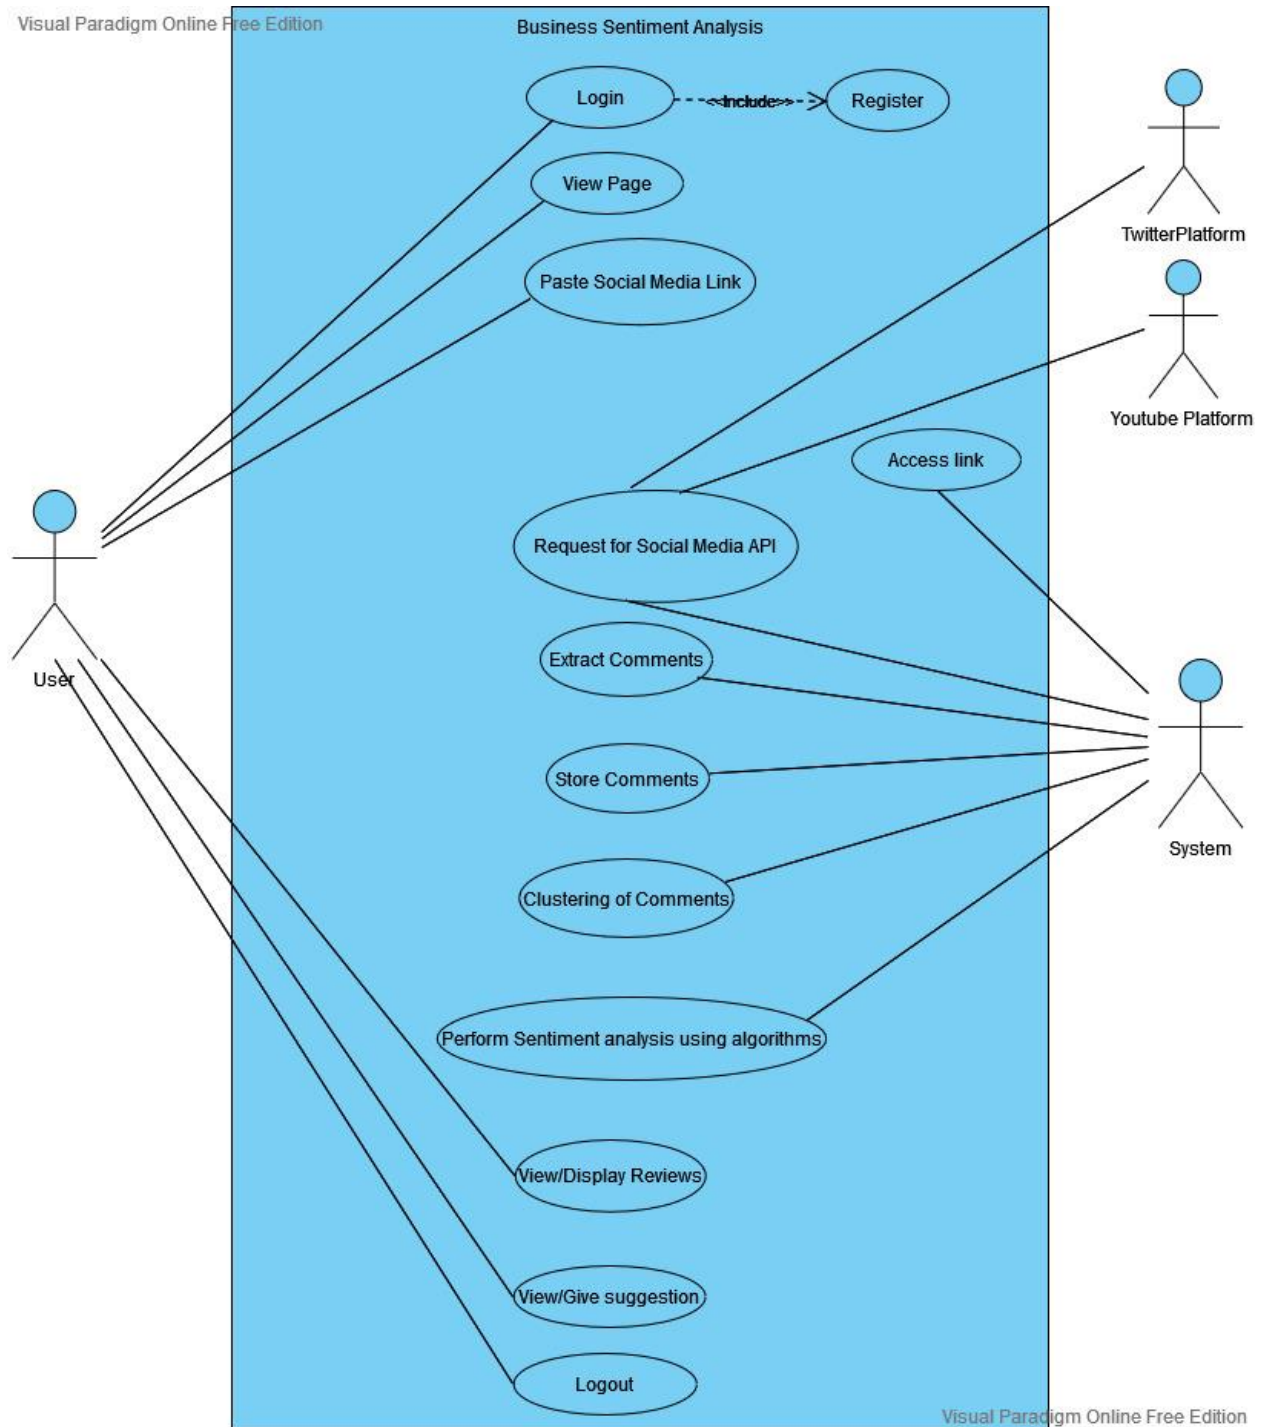 Visual Paradigm Online Free Edition
Business Sentiment Analysis
Login
<<Include>>
Register
View Page
TwitterPlatform
Paste Social Media Link
Youtube Platform
Access link
Request for Social Media API
Extract Comments
User
Store Comments
System
Clustering of Comments
Perform Sentiment analysis using algorithms
View/Display Reviews
View/Give suggestion
Logout
Visual Paradigm Online Free Edition